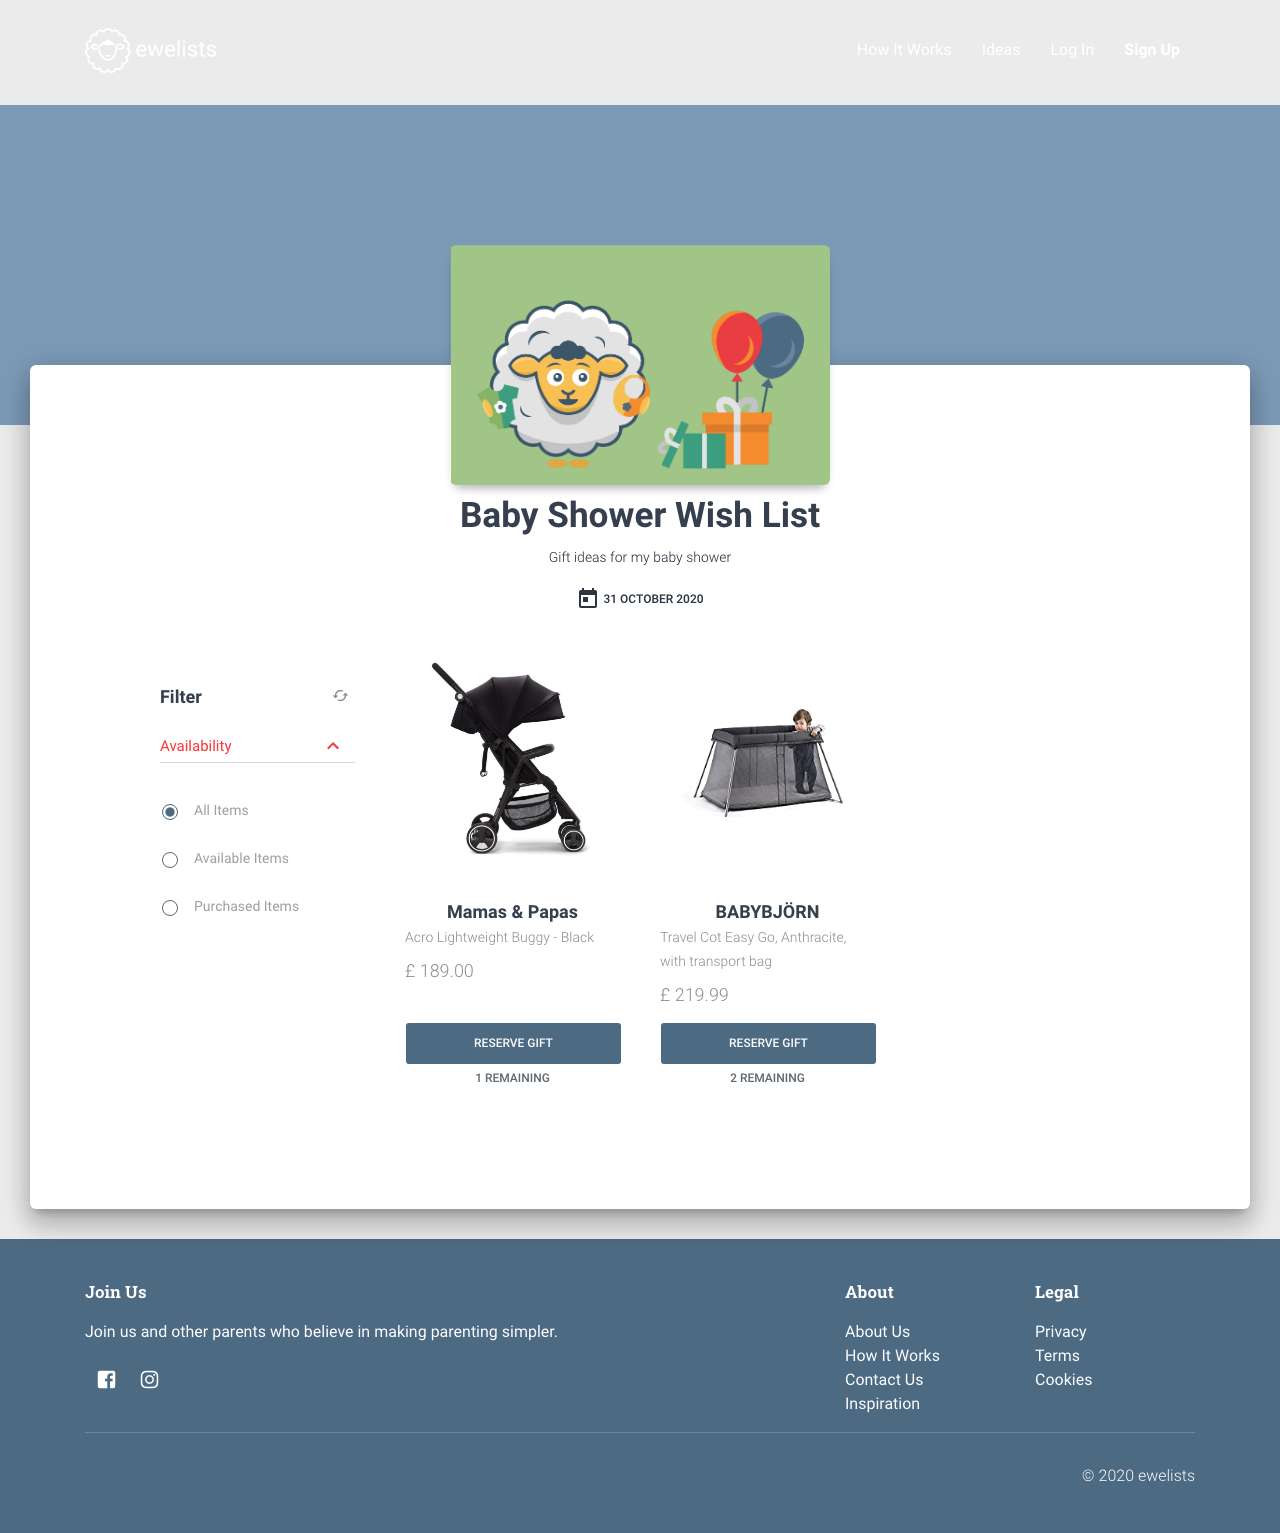 ewelists
How It Works
Ideas
Log In
Sign Up
Baby Shower Wish List
Gift ideas for my baby shower
31 OCTOBER 2020
Filter
Availability
All Items
Available Items
Purchased Items
Mamas & Papas
Acro Lightweight Buggy - Black
£ 189.00
RESERVE GIFT
1 REMAINING
BABYBJÖRN
Travel Cot Easy Go, Anthracite,
with transport bag
£ 219.99
RESERVE GIFT
2 REMAINING
Join Us
Join us and other parents who believe in making parenting simpler.
About
About Us
How It Works
Contact Us
Inspiration
Legal
Privacy
Terms
Cookies
© 2020 ewelists